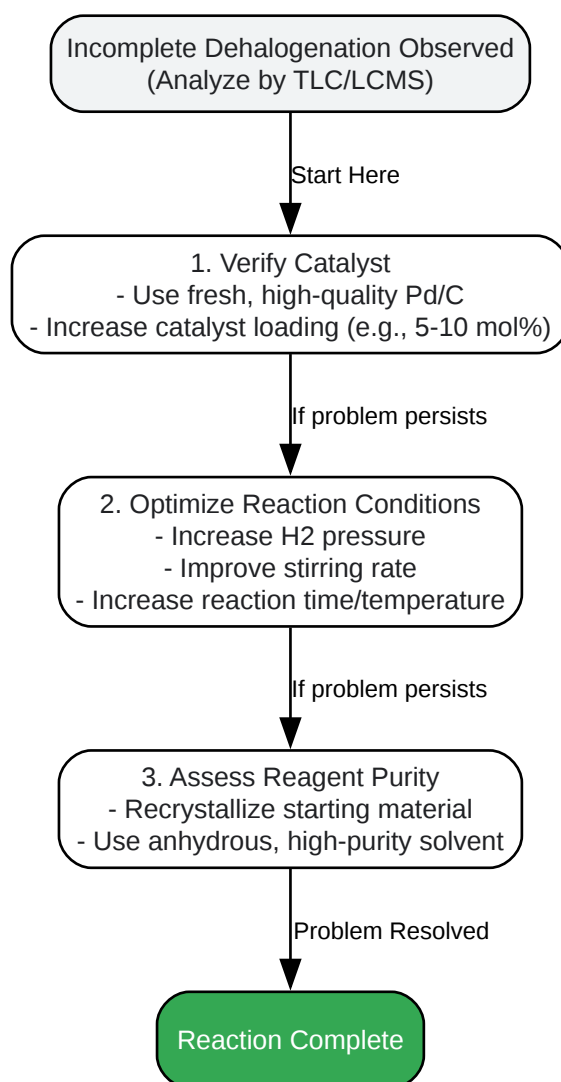 Incomplete Dehalogenation Observed
(Analyze by TLC/LCMS)
Start Here
1. Verify Catalyst
- Use fresh, high-quality Pd/C
- Increase catalyst loading (e.g., 5-10 mol%)
If problem persists
2. Optimize Reaction Conditions
- Increase H2 pressure
- Improve stirring rate
- Increase reaction time/temperature
If problem persists
3. Assess Reagent Purity
- Recrystallize starting material
- Use anhydrous, high-purity solvent
Problem Resolved
Reaction Complete